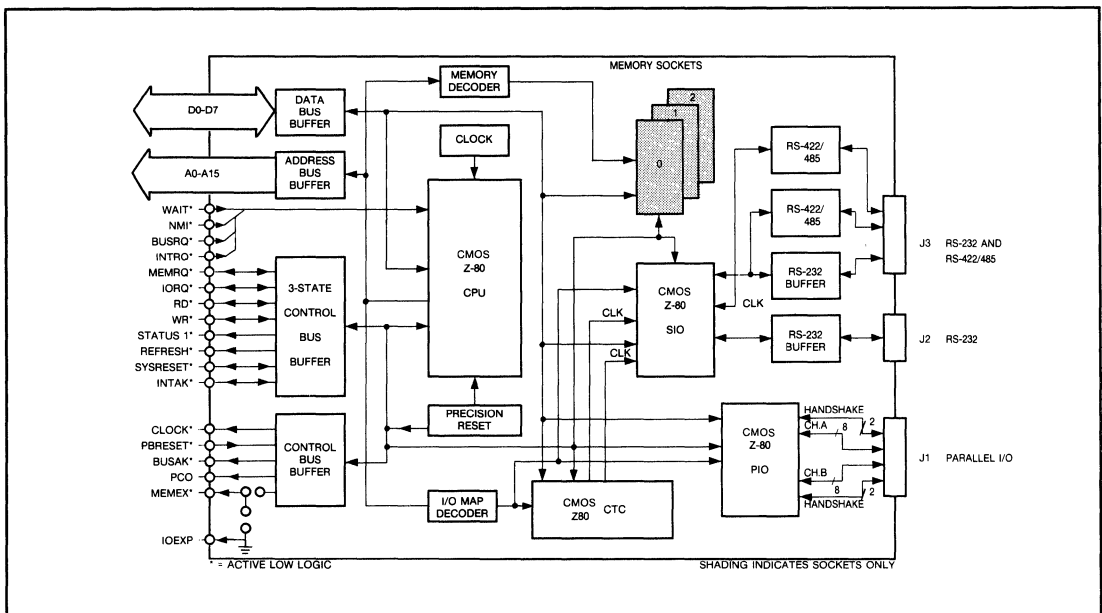 MEMORY SOCKETS
MEMORY
DECODER
D0-D7
DATA
BUS
BUFFER
CLOCK
A0-A15
ADDRESS
BUS
BUFFER
2
1
0
RS-422/
485
RS-422/
485
RS-232
BUFFER
RS-232
BUFFER
J3 RS-232 AND
RS-422/485
J2 RS-232
WAIT*
NMI*
BUSRQ*
INTRQ*
MEMRQ*
IORQ*
RD*
WR*
STATUS 1*
REFRESH*
SYSRESET*
INTAK*
3-STATE
CONTROL
BUS
BUFFER
CMOS
Z-80
CPU
CMOS
Z-80
SIO
CLK
CLK
CLK
PRECISION
RESET
CLOCK*
PBRESET*
BUSAK*
PCO
MEMEX*
IOEXP
CONTROL
BUS
BUFFER
I/O MAP
DECODER
CMOS
Z80 CTC
CMOS
Z-80
PIO
HANDSHAKE
2
CH.A 8
CH.B
8 2
HANDSHAKE
J1 PARALLEL I/O
* = ACTIVE LOW LOGIC
SHADING INDICATES SOCKETS ONLY